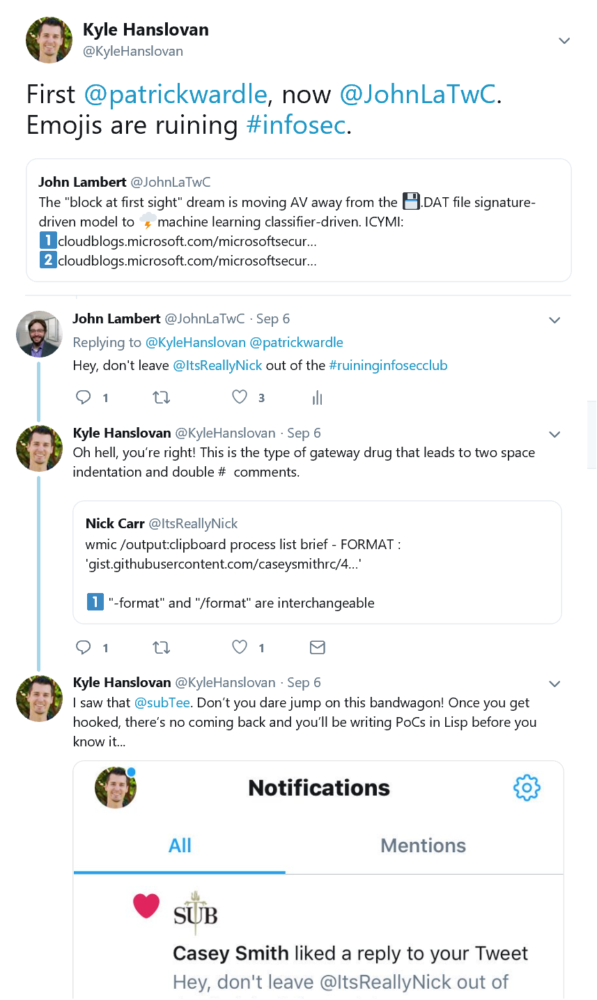 Kyle Hanslovan
@KyleHanslovan
First @patrickwardle, now @JohnLaTwC.
Emojis are ruining #infosec.
John Lambert @JohnLaTwC
The "block at first sight" dream is moving AV away from the 💾.DAT file signature-
driven model to 🌩machine learning classifier-driven. ICYMI:
1️⃣cloudblogs.microsoft.com/microsoftsecur...
2️⃣cloudblogs.microsoft.com/microsoftsecur...
John Lambert @JohnLaTwC · Sep 6
Replying to @KyleHanslovan @patrickwardle
Hey, don't leave @ItsReallyNick out of the #ruininginfosecclub
1 3
Kyle Hanslovan @KyleHanslovan · Sep 6
Oh hell, you're right! This is the type of gateway drug that leads to two space
indentation and double #  comments.
Nick Carr @ItsReallyNick
wmic /output:clipboard process list brief - FORMAT :
'gist.githubusercontent.com/caseysmithrc/4...'
1️⃣ "-format" and "/format" are interchangeable
1 1
Kyle Hanslovan @KyleHanslovan · Sep 6
I saw that @subTee. Don't you dare jump on this bandwagon! Once you get
hooked, there's no coming back and you'll be writing PoCs in Lisp before you
know it...
Notifications
All Mentions
SUB
Casey Smith liked a reply to your Tweet
Hey, don't leave @ItsReallyNick out of